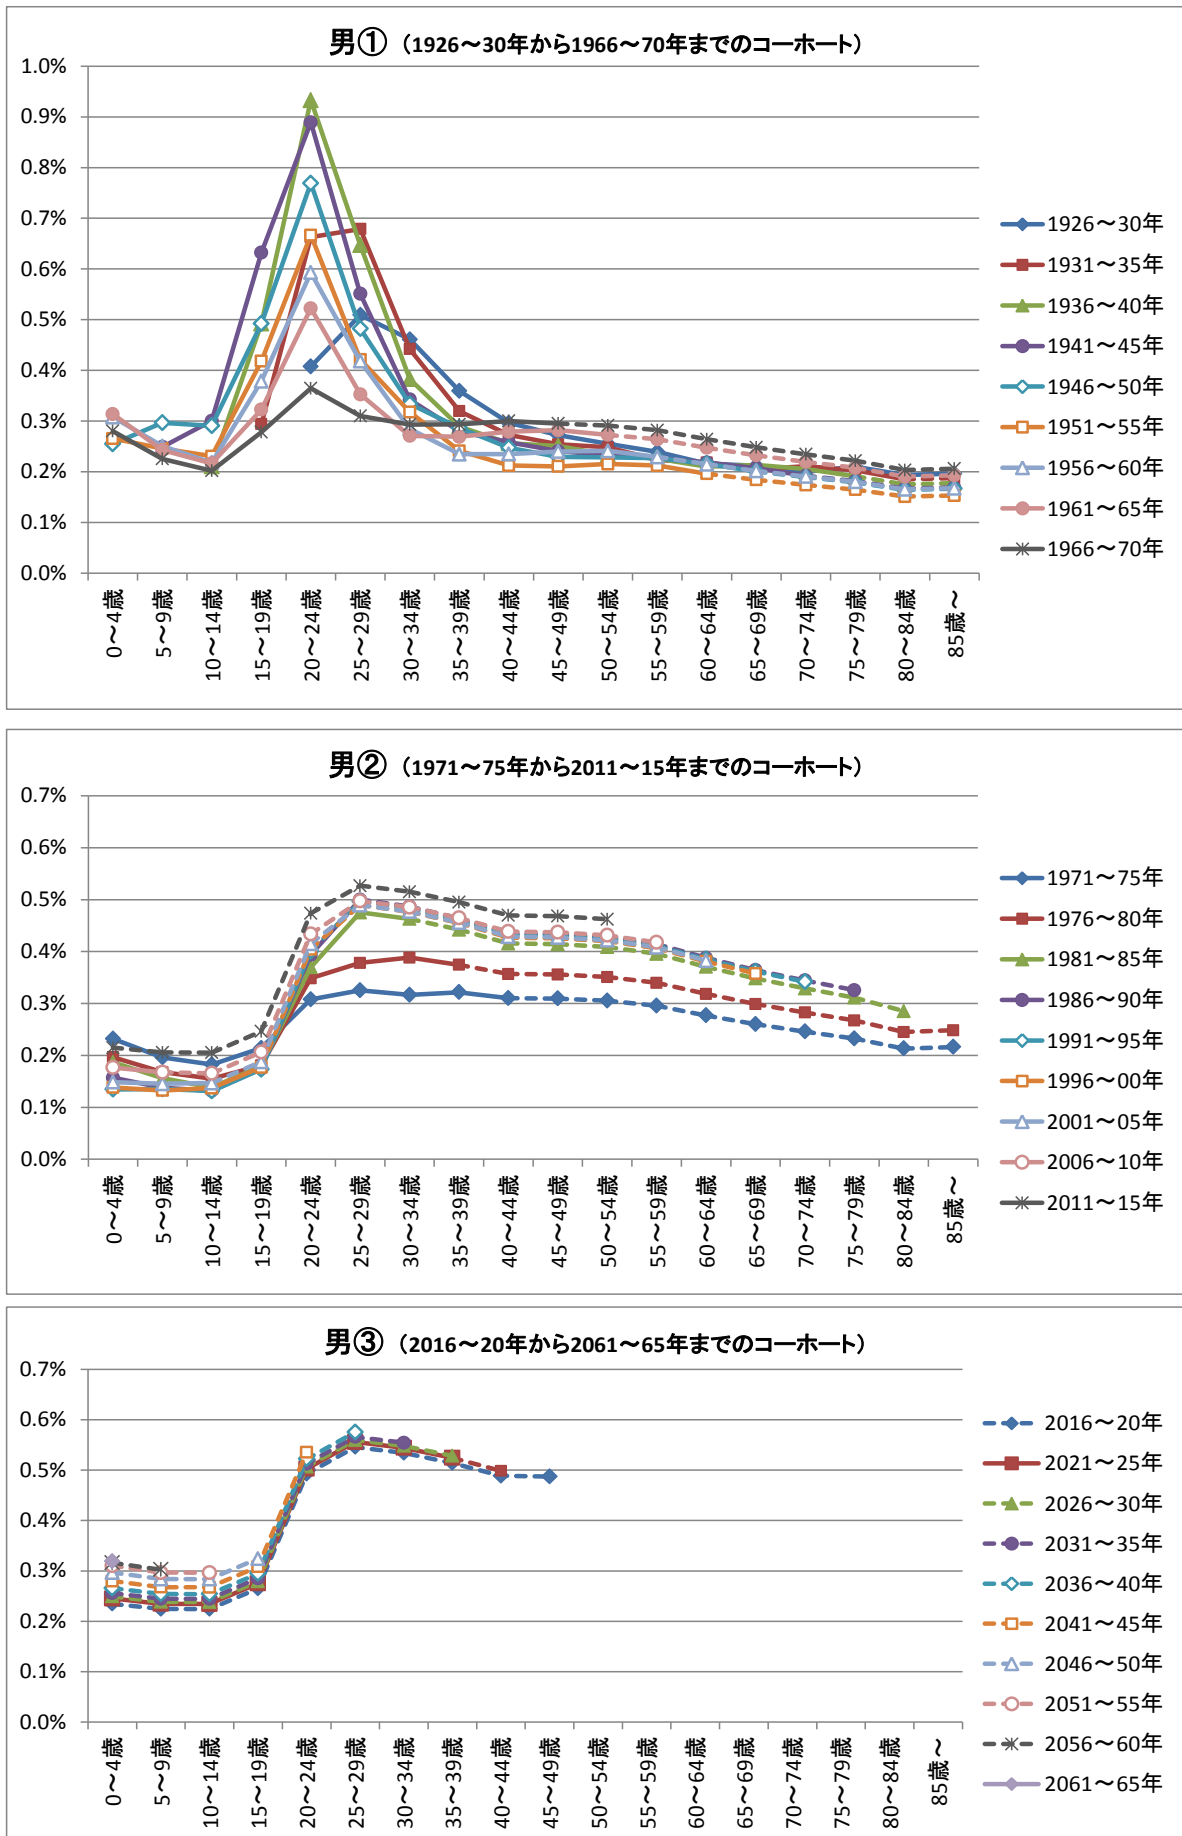 男① （1926～30年から1966～70年までのコーホート）
1.0%
0.9%
0.8%
0.7%
0.6%
0.5%
0.4%
0.3%
0.2%
0.1%
0.0%
0～4歳
5～9歳
10～14歳
15～19歳
20～24歳
25～29歳
30～34歳
35～39歳
40～44歳
45～49歳
50～54歳
55～59歳
60～64歳
65～69歳
70～74歳
75～79歳
80～84歳
85歳～
1926～30年
1931～35年
1936～40年
1941～45年
1946～50年
1951～55年
1956～60年
1961～65年
1966～70年
男② （1971～75年から2011～15年までのコーホート）
0.7%
0.6%
0.5%
0.4%
0.3%
0.2%
0.1%
0.0%
0～4歳
5～9歳
10～14歳
15～19歳
20～24歳
25～29歳
30～34歳
35～39歳
40～44歳
45～49歳
50～54歳
55～59歳
60～64歳
65～69歳
70～74歳
75～79歳
80～84歳
85歳～
1971～75年
1976～80年
1981～85年
1986～90年
1991～95年
1996～00年
2001～05年
2006～10年
2011～15年
男③ （2016～20年から2061～65年までのコーホート）
0.7%
0.6%
0.5%
0.4%
0.3%
0.2%
0.1%
0.0%
0～4歳
5～9歳
10～14歳
15～19歳
20～24歳
25～29歳
30～34歳
35～39歳
40～44歳
45～49歳
50～54歳
55～59歳
60～64歳
65～69歳
70～74歳
75～79歳
80～84歳
85歳～
2016～20年
2021～25年
2026～30年
2031～35年
2036～40年
2041～45年
2046～50年
2051～55年
2056～60年
2061～65年